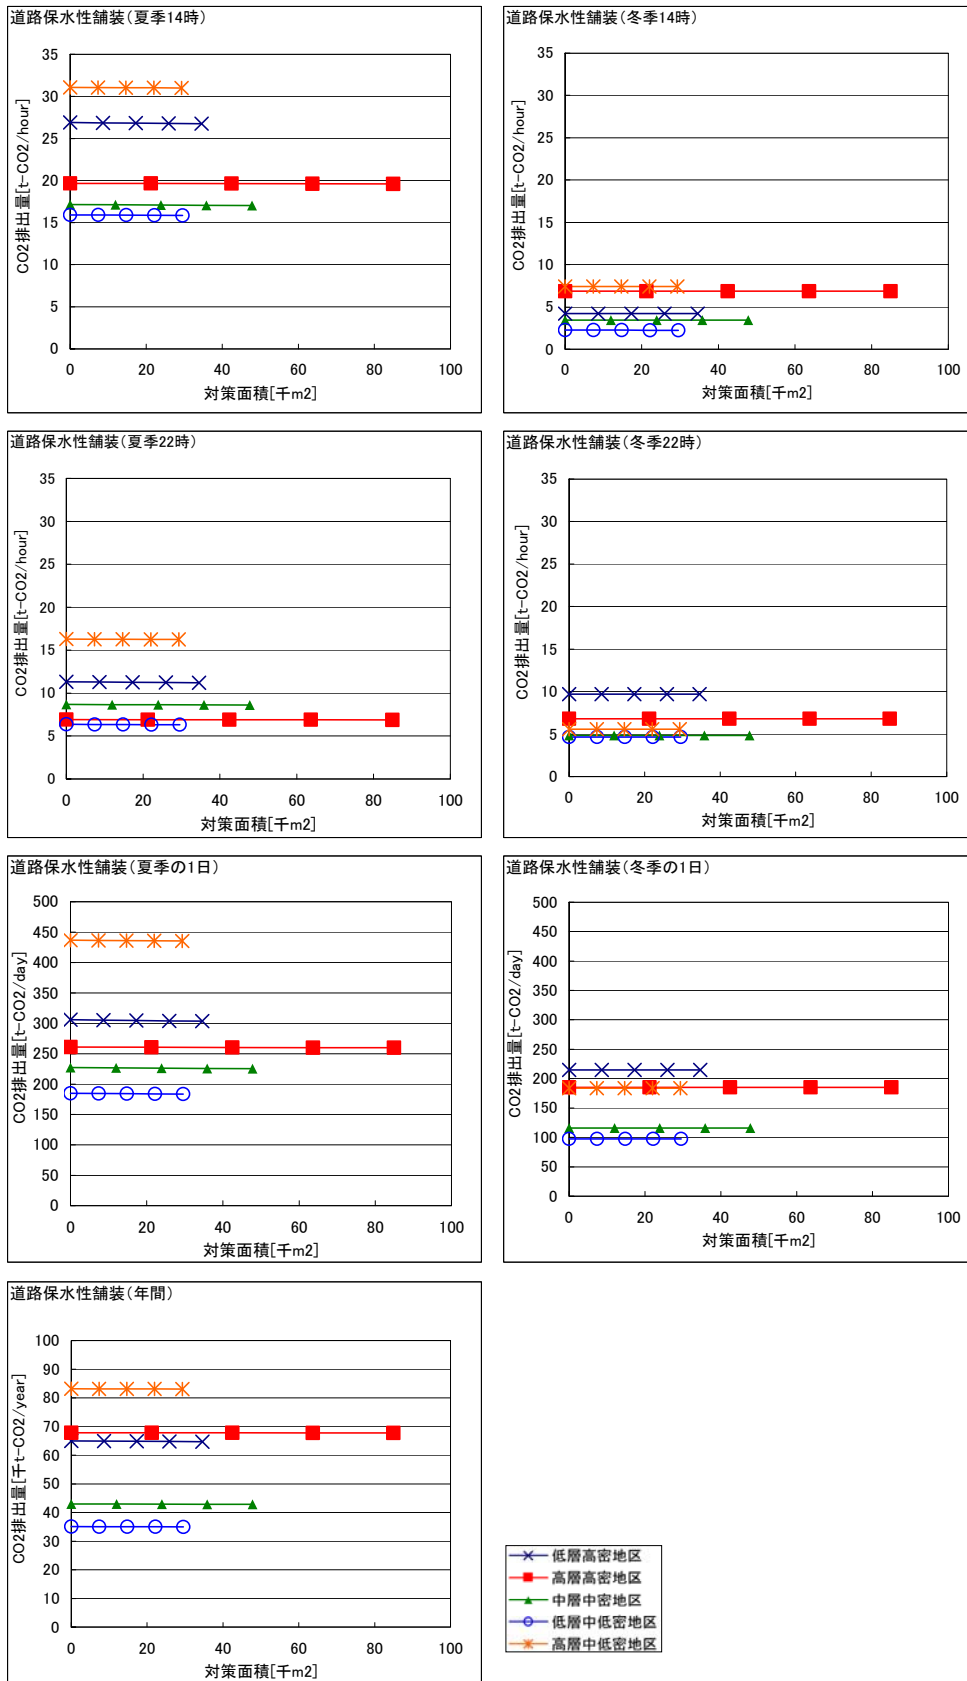 道路保水性舗装(夏季14時)
CO2排出量[t-CO2/hour]
35
30
25
20
15
10
5
0
0 20 40 60 80 100
対策面積[千m2]
道路保水性舗装(冬季14時)
CO2排出量[t-CO2/hour]
35
30
25
20
15
10
5
0
0 20 40 60 80 100
対策面積[千m2]
道路保水性舗装(夏季22時)
CO2排出量[t-CO2/hour]
35
30
25
20
15
10
5
0
0 20 40 60 80 100
対策面積[千m2]
道路保水性舗装(冬季22時)
CO2排出量[t-CO2/hour]
35
30
25
20
15
10
5
0
0 20 40 60 80 100
対策面積[千m2]
道路保水性舗装(夏季の1日)
CO2排出量[t-CO2/day]
500
450
400
350
300
250
200
150
100
50
0
0 20 40 60 80 100
対策面積[千m2]
道路保水性舗装(冬季の1日)
CO2排出量[t-CO2/day]
500
450
400
350
300
250
200
150
100
50
0
0 20 40 60 80 100
対策面積[千m2]
道路保水性舗装(年間)
CO2排出量[千t-CO2/year]
100
90
80
70
60
50
40
30
20
10
0
0 20 40 60 80 100
対策面積[千m2]
低層高密地区
高層高密地区
中層中密地区
低層中低密地区
高層中低密地区